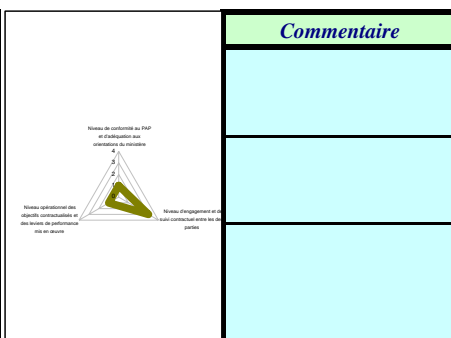 Commentaire
Niveau de conformité au PAP
et d'adéquation aux
orientations du ministère
4
3
2
1
0
Niveau opérationnel des
objectifs contractualisés et
des leviers de performance
mis en œuvre
Niveau d'engagement et de
suivi contractuel entre les
parties